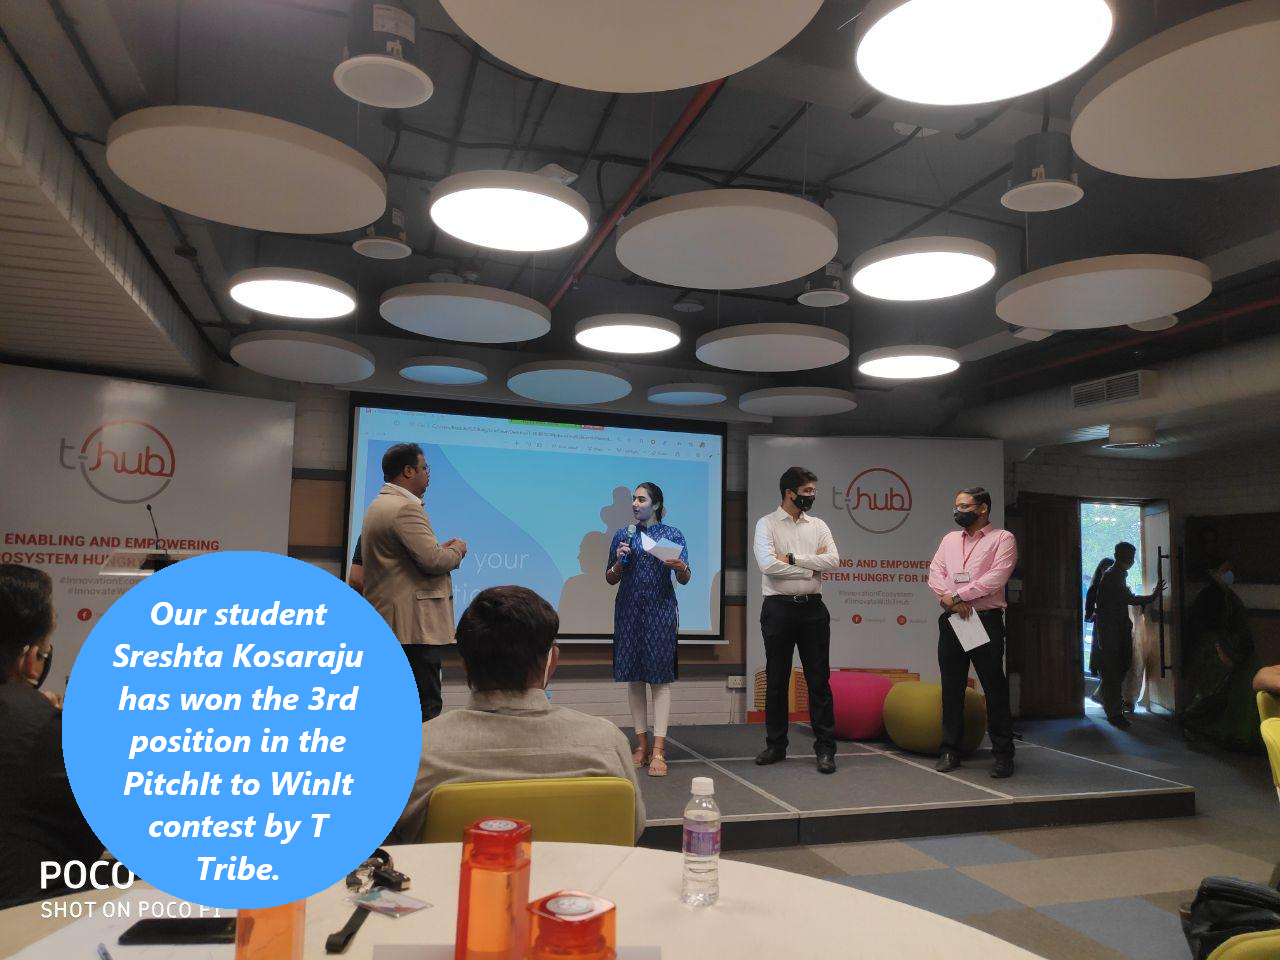 t-hub
ENABLING AND EMPOWERING
OSYSTEM HUNGRY
#InnovationEcosystem
your
t-hub
ING AND EMPOWER
STEM HUNGRY FOR IN
#InnovationEcosystem
#InnovateWithTHub
Our student
Sreshta Kosaraju
has won the 3rd
position in the
PitchIt to WinIt
contest by T
Tribe.
POCO
SHOT ON POCO F1